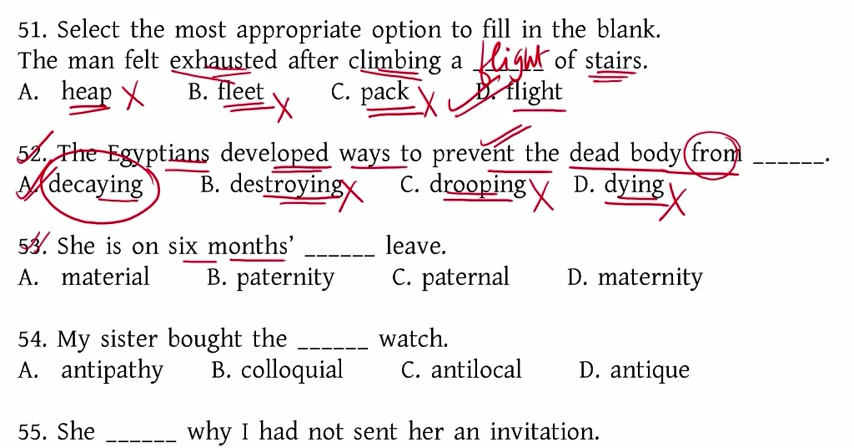 51. Select the most appropriate option to fill in the blank.
The man felt exhausted after climbing a flight of stairs.
A. heap X B. fleet X C. pack X D. flight
52. The Egyptians developed ways to prevent the dead body from ______.
A. decaying B. destroying X C. drooping X D. dying X
53. She is on six months’ ______ leave.
A. material B. paternity C. paternal D. maternity
54. My sister bought the ______ watch.
A. antipathy B. colloquial C. antilocal D. antique
55. She ______ why I had not sent her an invitation.